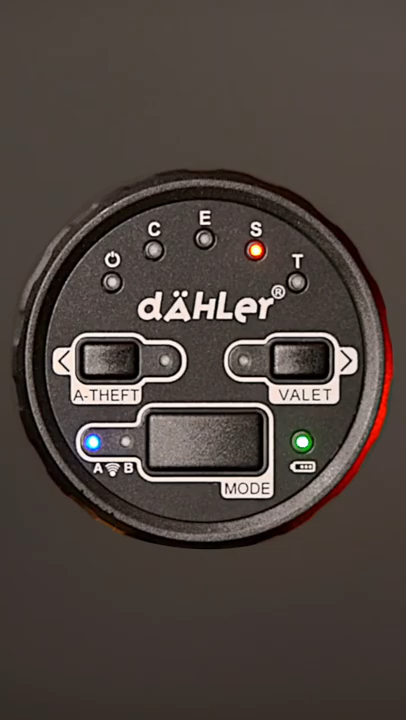 E
C S
T
dÄHLer®
A-THEFT VALET
A B
MODE